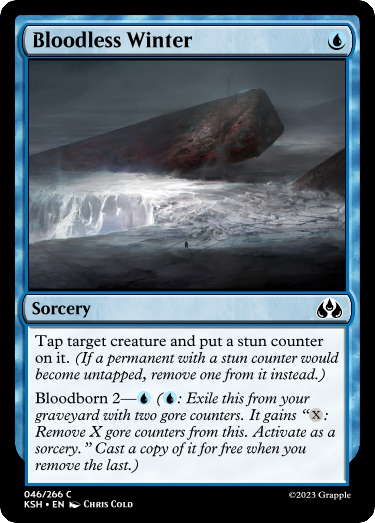 Bloodless Winter
Sorcery
Tap target creature and put a stun counter
on it. (If a permanent with a stun counter would
become untapped, remove one from it instead.)
Bloodborn 2— (: Exile this from your
graveyard with two gore counters. It gains “X:
Remove X gore counters from this. Activate as a
sorcery.” Cast a copy of it for free when you
remove the last.)
046/266 C
KSH • EN Chris Cold
©2023 Grapple